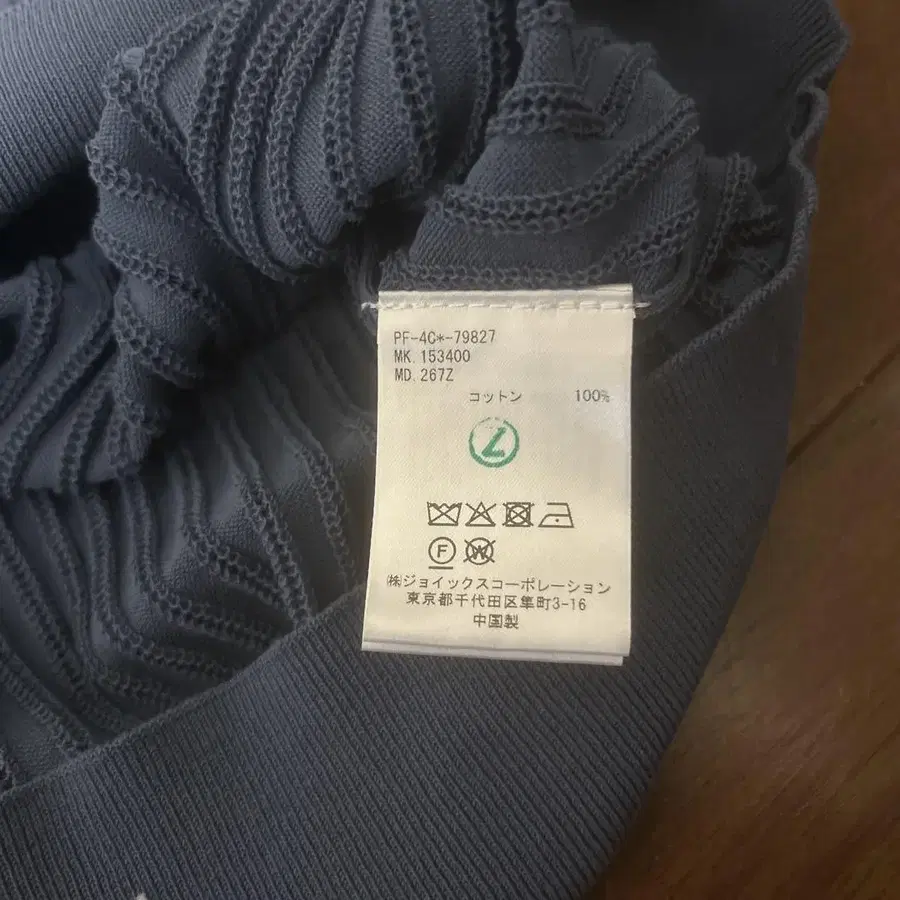 PF-4C*-79827
MK.153400
MD.267Z
コットン 100%
F
W
㈱ジョイックスコーポレーション
東京都千代田区隼町3-16
中国製